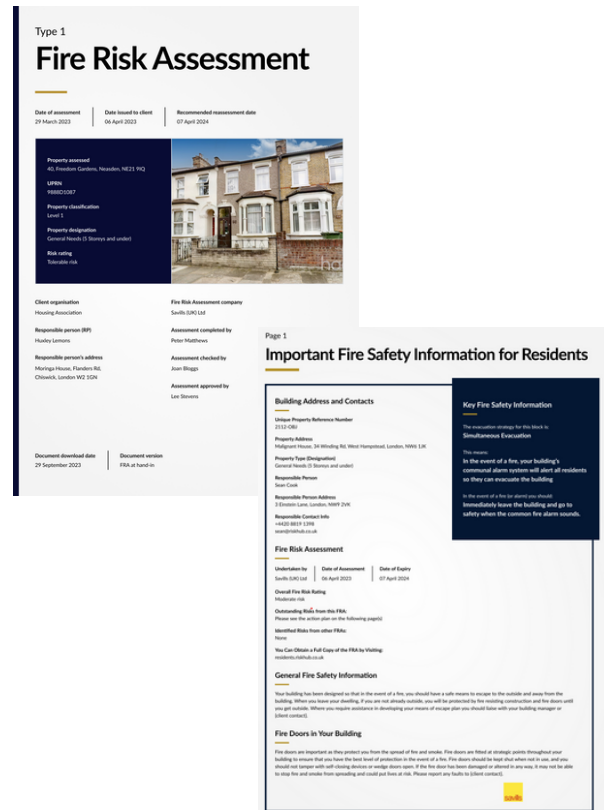 Type 1
Fire Risk Assessment
Date of assessment
29 March 2023
Date issued to client
06 April 2023
Recommended reassessment date
07 April 2024
Property assessed
40, Freedom Gardens, Neasden, NE21 9IQ
UPRN
9888D1087
Property classification
Level 1
Property designation
General Needs (5 Storeys and under)
Risk rating
Tolerable risk
Client organisation
Housing Association
Responsible person (RP)
Huxley Lemons
Responsible person's address
Moringa House, Flanders Rd,
Chiswick, London W2 1GN
Fire Risk Assessment company
Savills (UK) Ltd
Assessment completed by
Peter Matthews
Assessment checked by
Joan Bloggs
Assessment approved by
Lee Stevens
Document download date
29 September 2023
Document version
FRA at hand-in
Page 1
Important Fire Safety Information for Residents
Building Address and Contacts
Unique Property Reference Number
2112-OBJ
Property Address
Malignant House, 34 Winding Rd, West Hampstead, London, NW6 1JK
Property Type (Designation)
General Needs (5 Storeys and under)
Responsible Person
Sean Cook
Responsible Person Address
3 Einstein Lane, London, NW9 2VK
Responsible Contact Info
+4420 8819 1398
sean@riskhub.co.uk
Key Fire Safety Information
The evacuation strategy for this block is
Simultaneous Evacuation
This means:
In the event of a fire, your building's
communal alarm system will alert all residents
so they can evacuate the building
In the event of a fire (or alarm) you should:
Immediately leave the building and go to
safety when the common fire alarm sounds.
Fire Risk Assessment
Undertaken by
Savills (UK) Ltd
Date of Assessment
06 April 2023
Date of Expiry
07 April 2024
Overall Fire Risk Rating
Moderate risk
Outstanding Risks from this FRA:
Please see the action plan on the following page(s)
Identified Risks from other FRAs:
None
You Can Obtain a Full Copy of the FRA by Visiting:
residents.riskhub.co.uk
General Fire Safety Information
Your building has been designed so that in the event of a fire, you should have a safe means to escape to the outside and away from the
building. When you leave your dwelling, if you are not already outside, you will be protected by fire resisting construction and fire doors until
you get outside. Where you require assistance in developing your means of escape plan you should liaise with your building manager or
[client contact].
Fire Doors in Your Building
Fire doors are important as they protect you from the spread of fire and smoke. Fire doors are fitted at strategic points throughout your
building to ensure that you have the best level of protection in the event of a fire. Fire doors should be kept shut when not in use, and you
should not tamper with self-closing devices or wedge doors open. If the fire door has been damaged or altered in any way, it may not be able
to stop fire and smoke from spreading and could put lives at risk. Please report any faults to [client contact].
savills